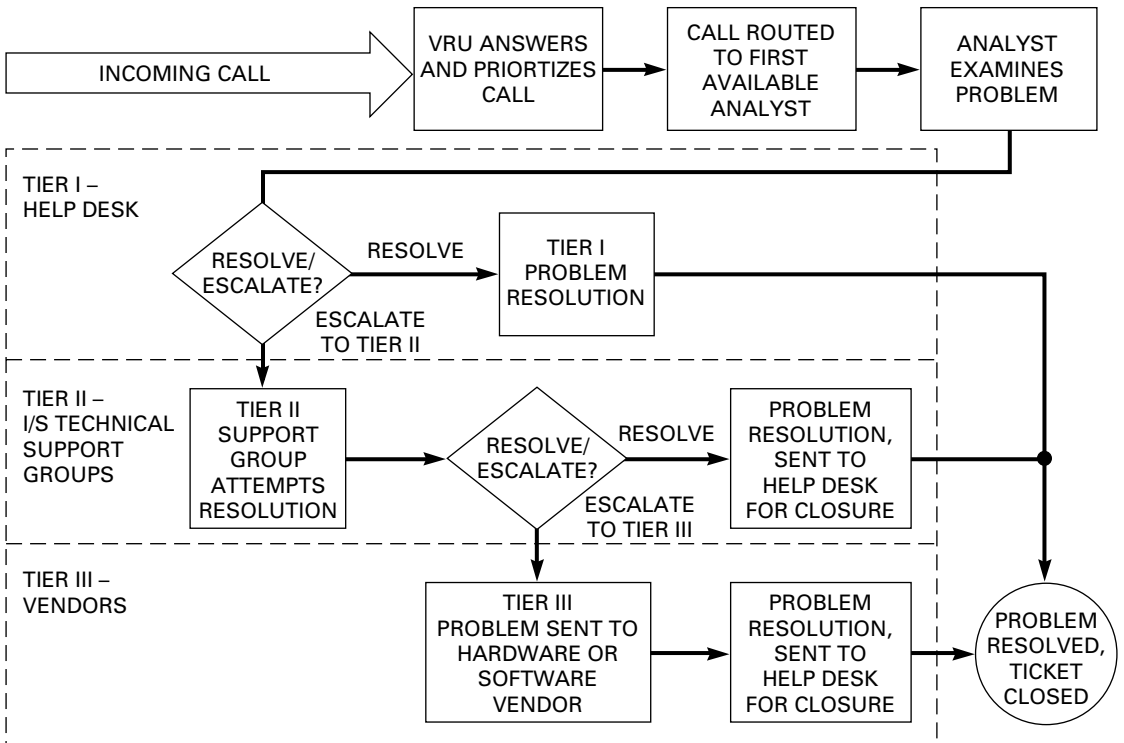 INCOMING CALL
VRU ANSWERS
AND PRIORTIZES
CALL
CALL ROUTED
TO FIRST
AVAILABLE
ANALYST
ANALYST
EXAMINES
PROBLEM
TIER I –
HELP DESK
RESOLVE/
ESCALATE?
RESOLVE
ESCALATE
TO TIER II
TIER I
PROBLEM
RESOLUTION
TIER II –
I/S TECHNICAL
SUPPORT
GROUPS
TIER II
SUPPORT
GROUP
ATTEMPTS
RESOLUTION
RESOLVE/
ESCALATE?
RESOLVE
ESCALATE
TO TIER III
PROBLEM
RESOLUTION,
SENT TO
HELP DESK
FOR CLOSURE
TIER III –
VENDORS
TIER III
PROBLEM SENT TO
HARDWARE OR
SOFTWARE
VENDOR
PROBLEM
RESOLUTION,
SENT TO
HELP DESK
FOR CLOSURE
PROBLEM
RESOLVED,
TICKET
CLOSED